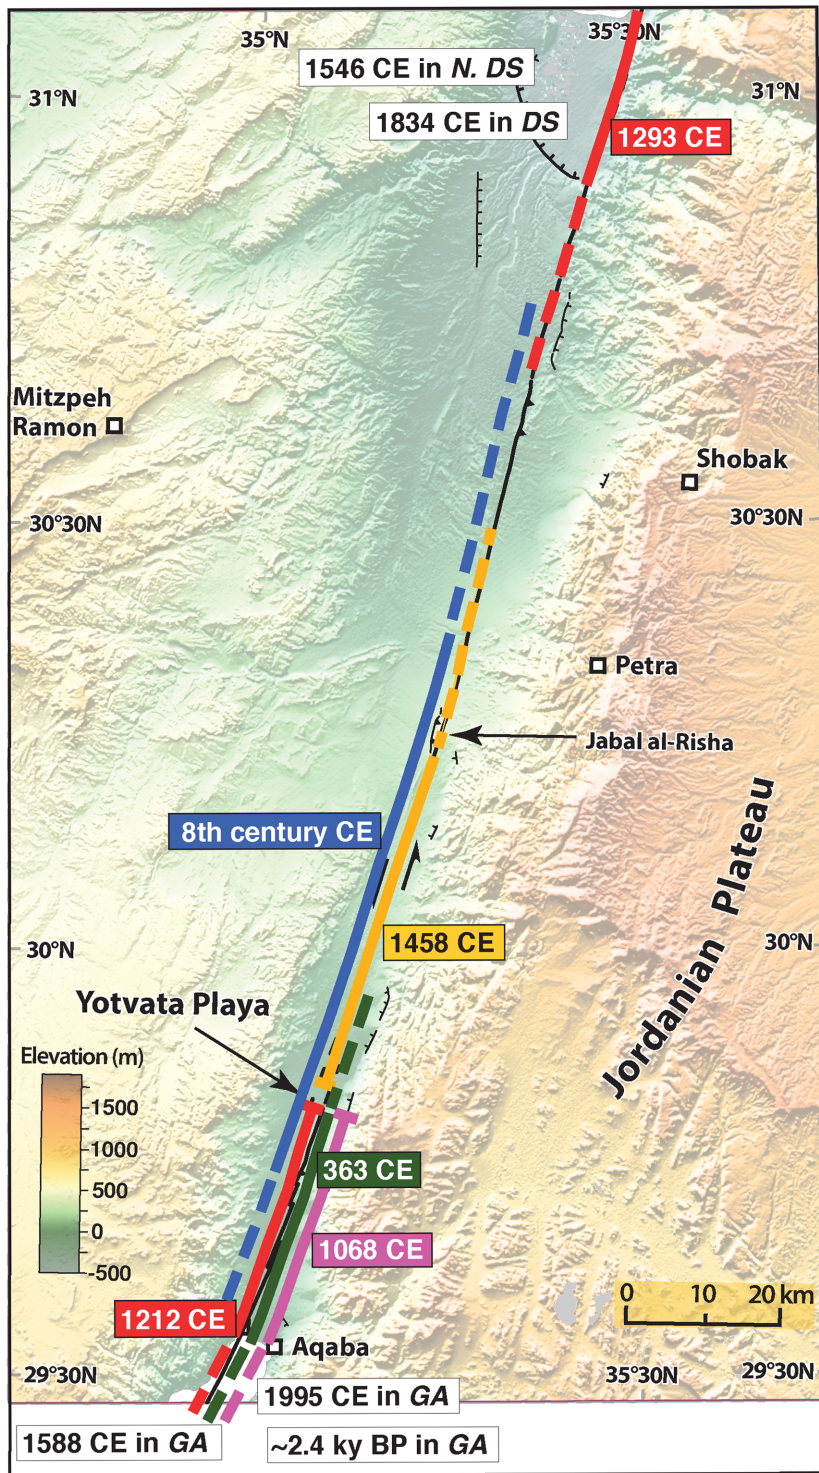 35°N
35°30N
1546 CE in N. DS
31°N
31°N
1834 CE in DS
1293 CE
Mitzpeh
Ramon
Shobak
30°30N
30°30N
Petra
Jabal al-Risha
8th century CE
Jordanian Plateau
1458 CE
30°N
30°N
Yotvata Playa
Elevation (m)
1500
1000
500
0
-500
363 CE
1068 CE
0 10 20 km
1212 CE
Aqaba
29°30N
35°30N
29°30N
1995 CE in GA
1588 CE in GA
~2.4 ky BP in GA